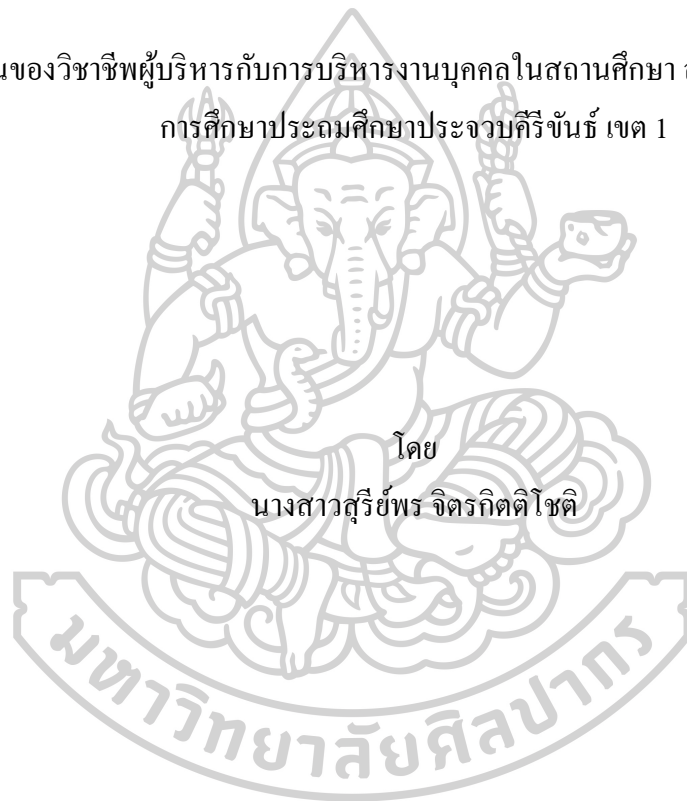 ของวิชาชีพผู้บริหารกับการบริหารงานบุคคลในสถานศึกษา
การศึกษาประถมศึกษาประจวบคีรีขันธ์ เขต 1
โดย
นางสาวสุรีย์พร จิตรกิตติโชติ
มหาวิทยาลัยศิลปากร